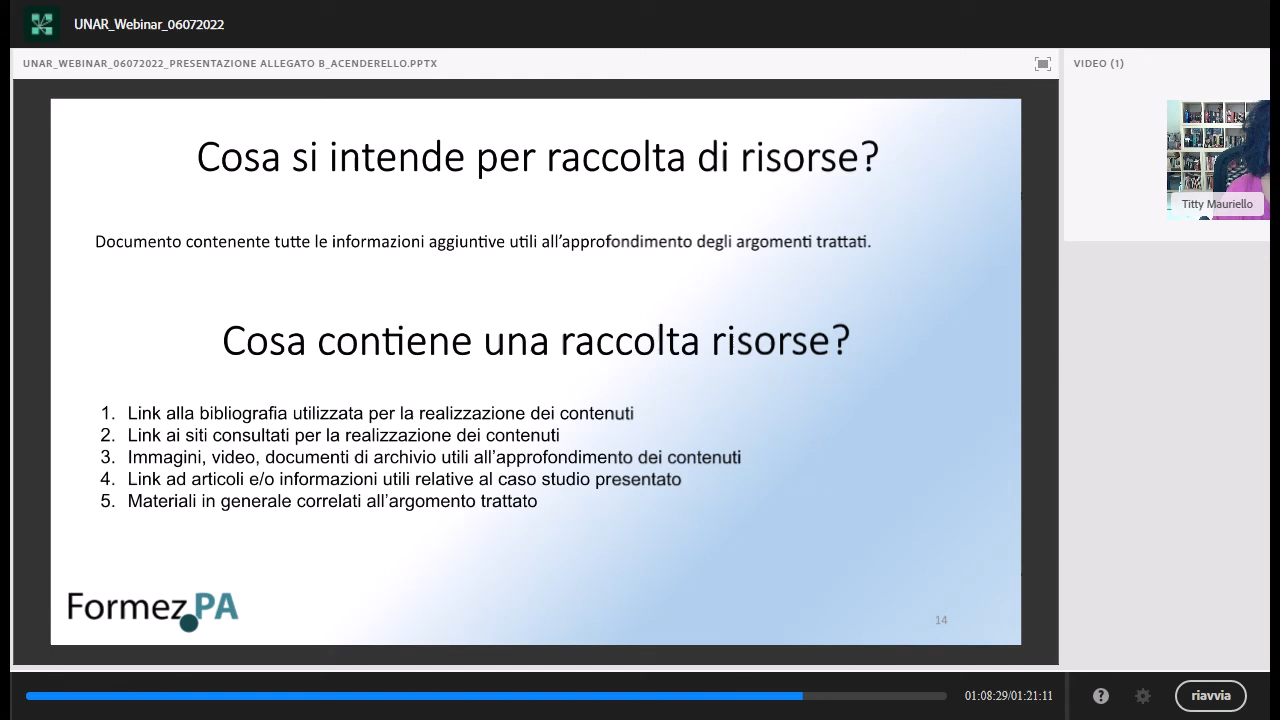 UNAR_Webinar_06072022
UNAR_WEBINAR_06072022_PRESENTAZIONE ALLEGATO B_ACENDERELLO.PPTX
VIDEO (1)
Cosa si intende per raccolta di risorse?
Documento contenente tutte le informazioni aggiuntive utili all’approfondimento degli argomenti trattati.
Cosa contiene una raccolta risorse?
1. Link alla bibliografia utilizzata per la realizzazione dei contenuti
2. Link ai siti consultati per la realizzazione dei contenuti
3. Immagini, video, documenti di archivio utili all’approfondimento dei contenuti
4. Link ad articoli e/o informazioni utili relative al caso studio presentato
5. Materiali in generale correlati all’argomento trattato
Formez PA
14
Titty Mauriello
01:08:29/01:21:11
?
riavvia